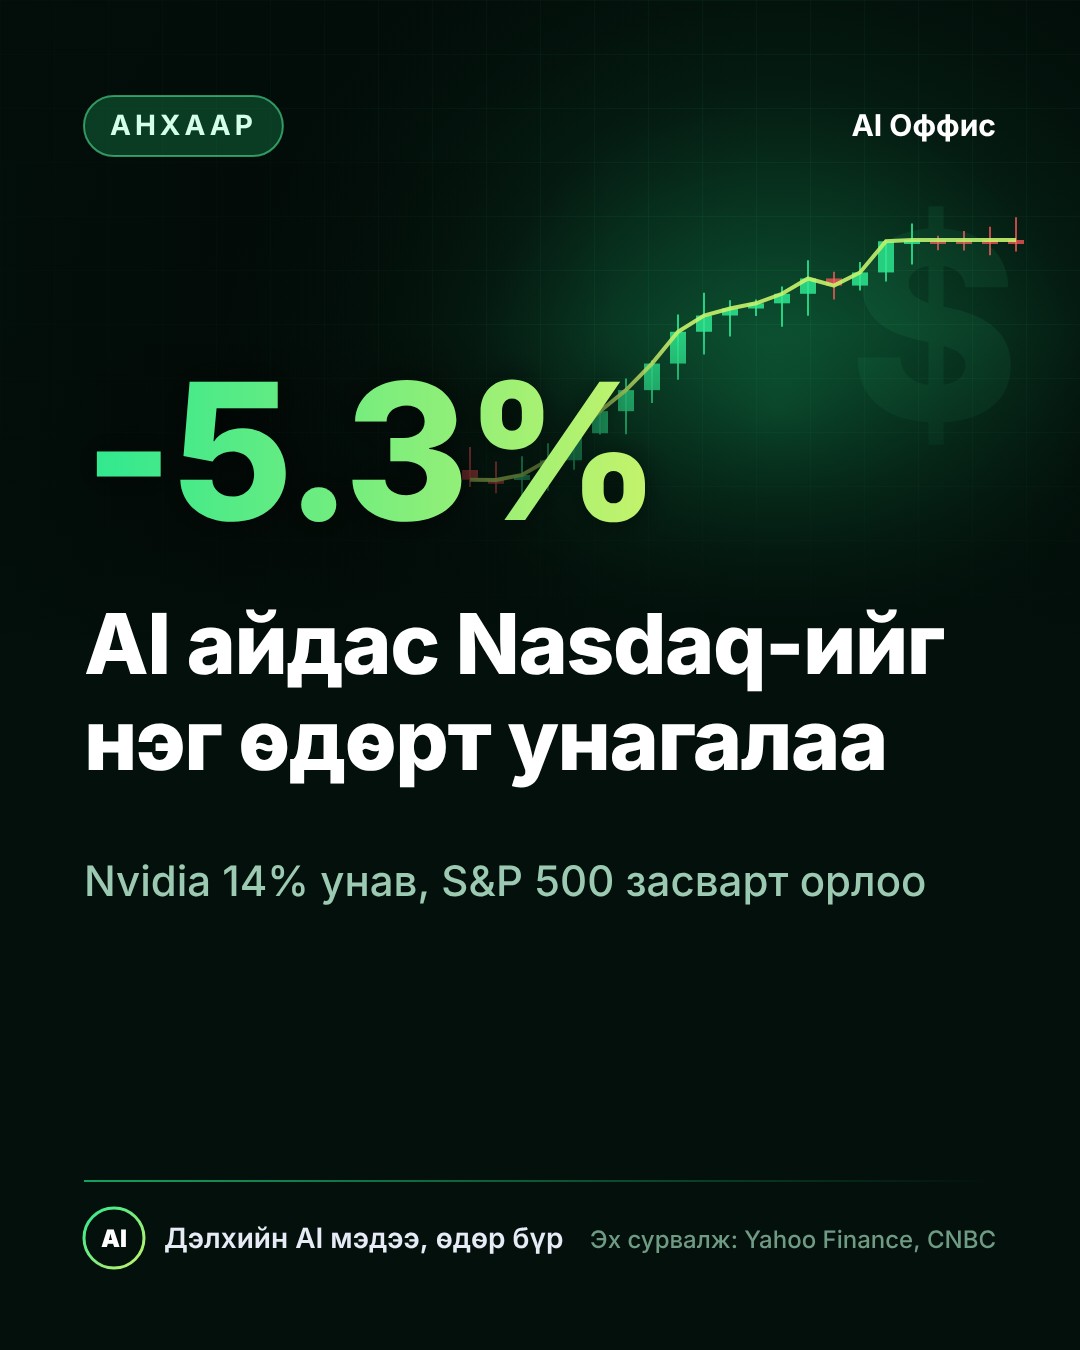 АНХААР
AI Оффис
$
-5.3%
AI айдас Nasdaq-ийг
нэг өдөрт унагалаа
Nvidia 14% унав, S&P 500 засварт орлоо
AI
Дэлхийн AI мэдээ, өдөр бүр
Эх сурвалж: Yahoo Finance, CNBC